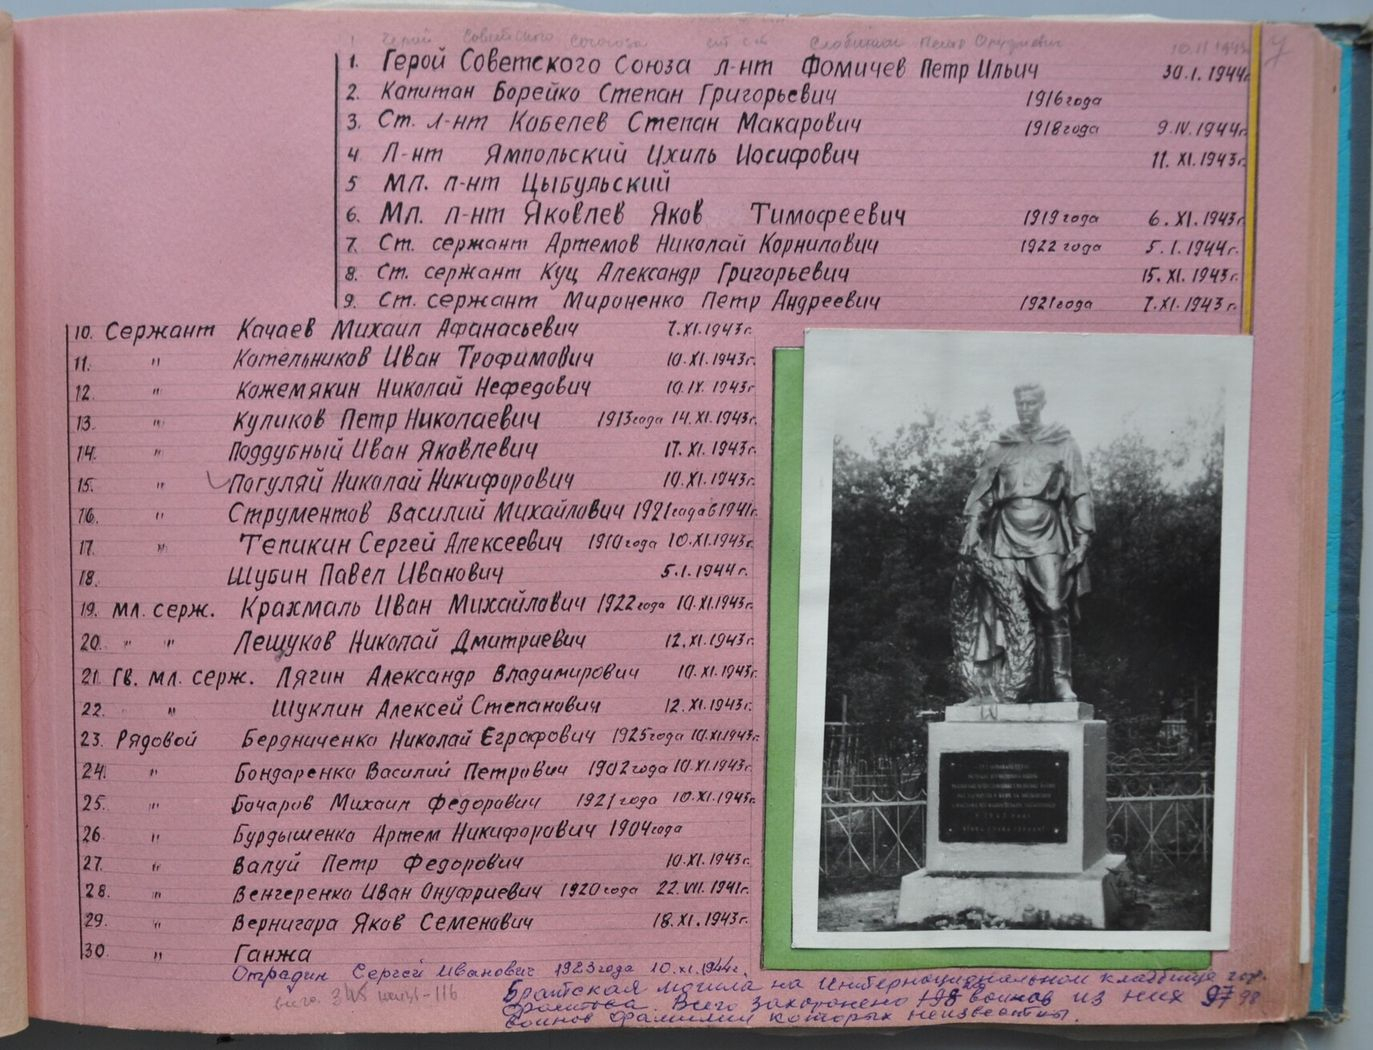 1 Герой Советского Союза ст с-т Слабинюк Петр 10.11.1943
1. Герой Советского Союза л-нт Фомичев Петр Ильич 30.I.1944г.
2. Капитан Борейко Степан Григорьевич 1916 года
3. Ст. л-нт Кобелев Степан Макарович 1918 года 9.IV.1944г.
4 Л-нт Ямпольский Ихиль Иосифович 11.XI.1943г.
5 Мл. л-нт Цыбульский
6. Мл. л-нт Яковлев Яков Тимофеевич 1919 года 6.XI.1943г.
7. Ст. сержант Артемов Николай Корнилович 1922 года 5.I.1944г.
8. Ст. сержант Куц Александр Григорьевич 15.XI.1943г.
9. Ст. сержант Мироненко Петр Андреевич 1921 года 7.XI.1943г.
10. Сержант Качаев Михаил Афанасьевич 7.XI.1943г.
11. " Котельников Иван Трофимович 10.XI.1943г.
12 " Кожемякин Николай Нефедович 10.IX.1943г.
13. " Куликов Петр Николаевич 1913 года 14.XI.1943г.
14. " Поддубный Иван Яковлевич 17.XI.1943г.
15. " Погуляй Николай Никифорович 10.XI.1943г.
16 " Струментов Василий Михайлович 1921 года 6 1941г.
17 " Тепикин Сергей Алексеевич 1910 года 10.XI.1943г.
18. Шубин Павел Иванович 5.I.1944г.
19. мл. серж. Крахмаль Иван Михайлович 1922 года 10.XI.1943г.
20. " " Лещуков Николай Дмитриевич 12.XI.1943г.
21. Гв. мл. серж. Лягин Александр Владимирович 10.XI.1943г.
22. " " Шуклин Алексей Степанович 12.XI.1943г.
23. Рядовой Бердниченко Николай Еграфович 1925 года 10.XI.1943г.
24. " Бондаренко Василий Петрович 1902 года 10.XI.1943г.
25. " Бочаров Михаил Федорович 1921 года 10.XI.1943г.
26 " Бурдышенко Артем Никифорович 1904 года
27. " Валуй Петр Федорович 10.XI.1943г.
28. " Венгеренко Иван Онуфриевич 1920 года 22.VII.1941г.
29. " Вернигора Яков Семенович 18.XI.1943г.
30 " Ганжа
Отрадин Сергей Иванович 1923 года 10.XI.1944г.
Братская могила на Интернациональном кладбище гор.
Всего захоронено воинов из них 97 98
воинов фамилии которых неизвестны.